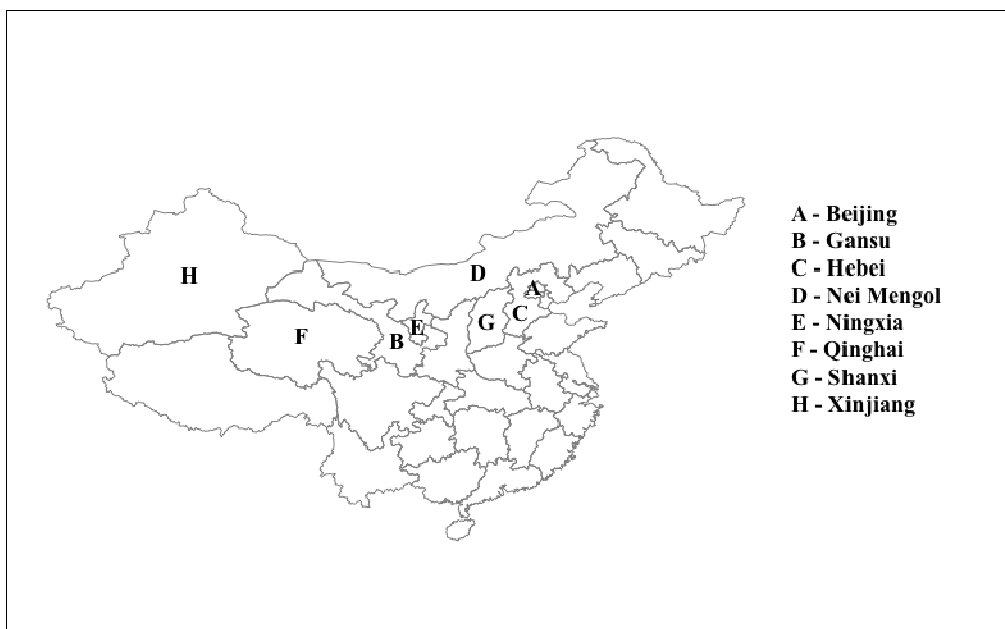 H
D
A
C
G
E
B
F
A - Beijing
B - Gansu
C - Hebei
D - Nei Mengol
E - Ningxia
F - Qinghai
G - Shanxi
H - Xinjiang